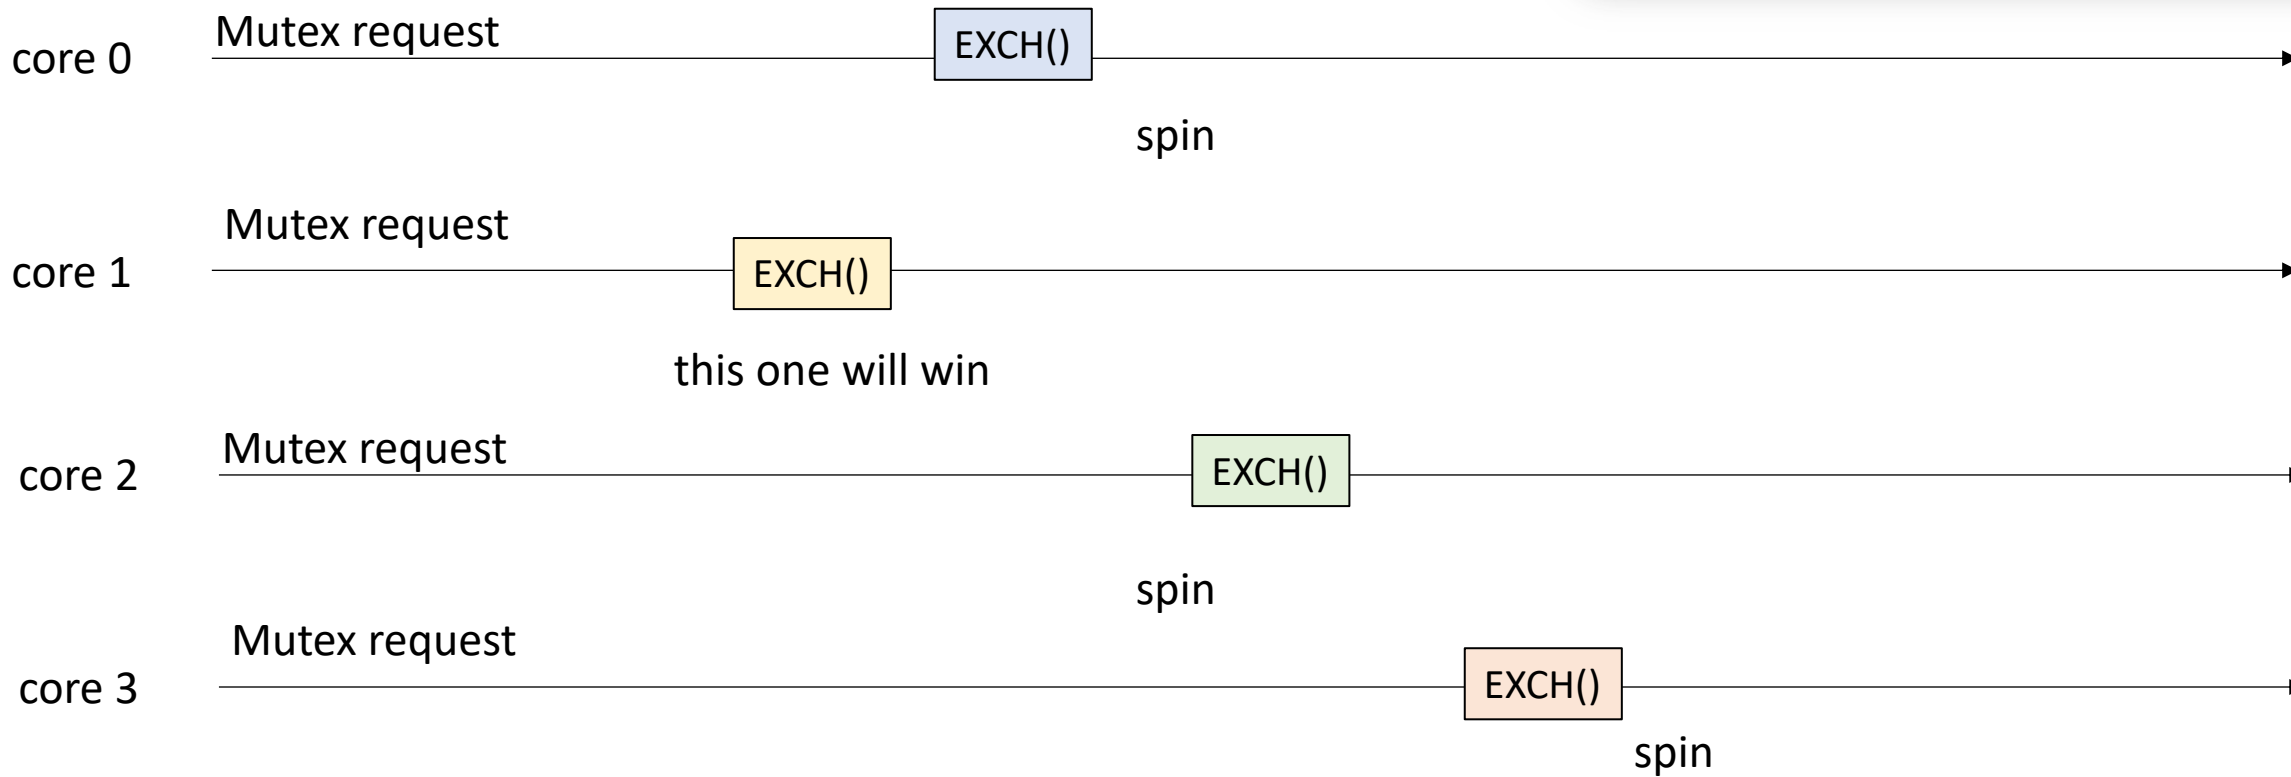 Mutex request
core 0
EXCH()
spin
Mutex request
core 1
EXCH()
this one will win
Mutex request
core 2
EXCH()
spin
Mutex request
core 3
EXCH()
spin